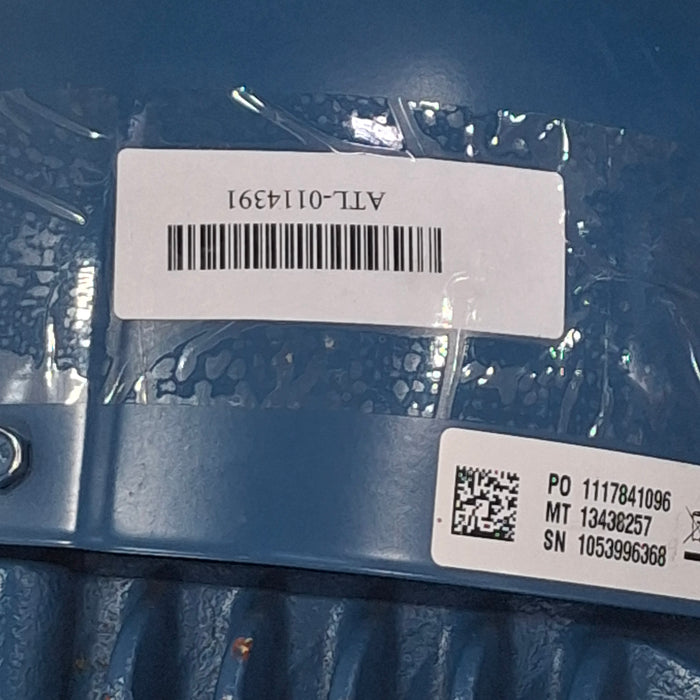 ATL-0114391
PO 1117841096
MT 13438257
SN 1053996368